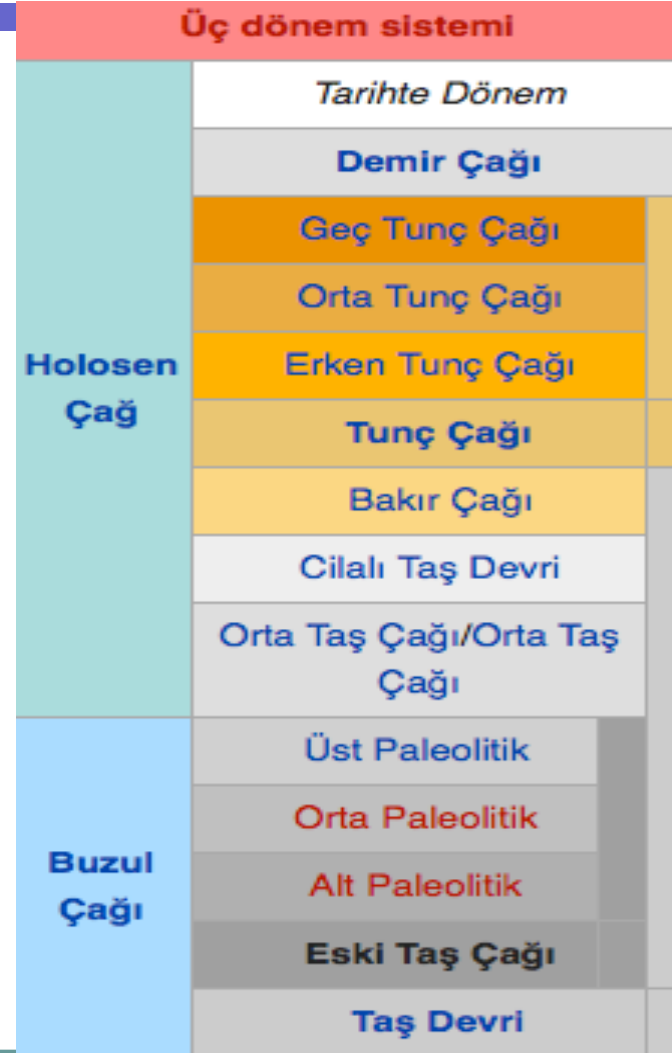 Üç dönem sistemi
Tarihte Dönem
Demir Çağı
Geç Tunç Çağı
Orta Tunç Çağı
Erken Tunç Çağı
Holosen
Çağ
Tunç Çağı
Bakır Çağı
Cilalı Taş Devri
Orta Taş Çağı/Orta Taş
Çağı
Üst Paleolitik
Orta Paleolitik
Buzul
Çağı
Alt Paleolitik
Eski Taş Çağı
Taş Devri